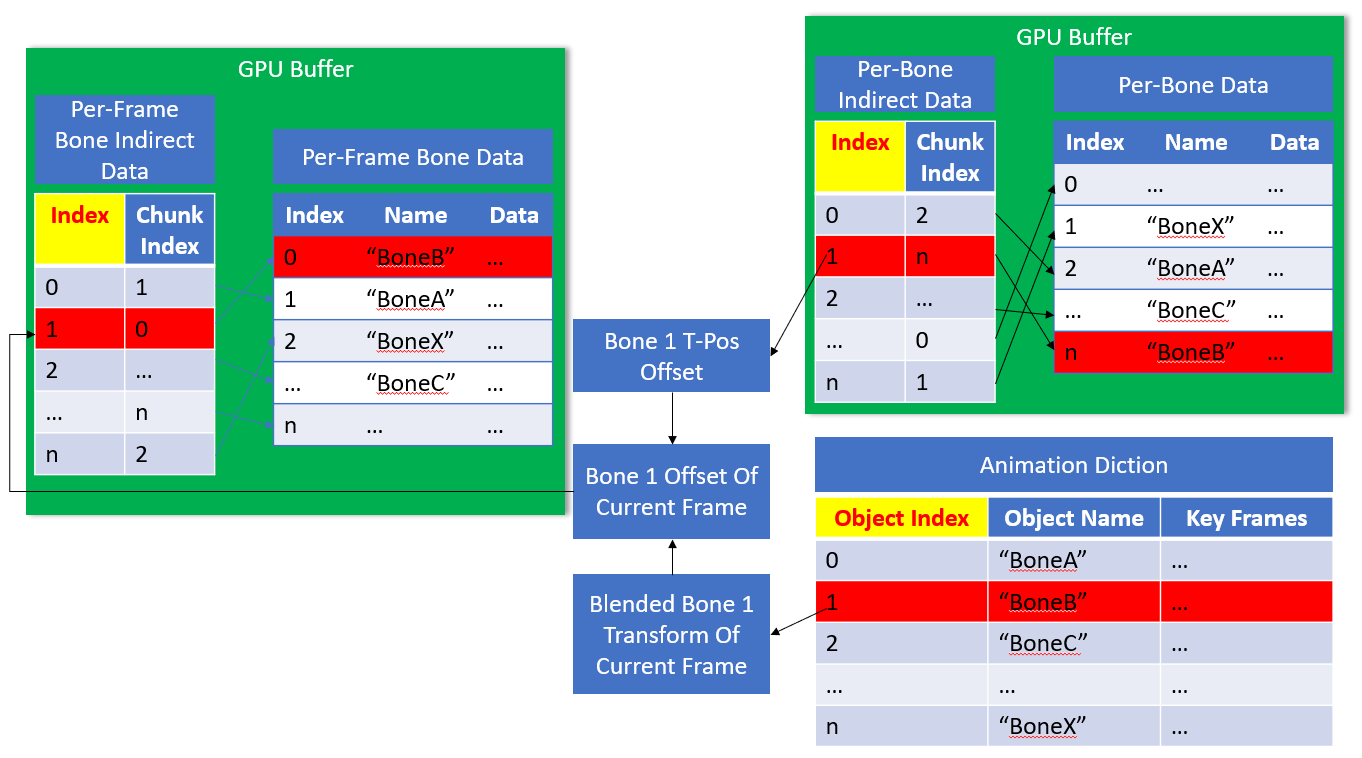 GPU Buffer
Per-Frame
Bone Indirect
Data
Index Chunk
Index
0 1
1 0
2 ...
... n
n 2
Per-Frame Bone Data
Index Name Data
0 “BoneB” ...
1 “BoneA” ...
2 “BoneX” ...
... “BoneC” ...
n ... ...
Bone 1 T-Pos
Offset
Bone 1 Offset Of
Current Frame
Blended Bone 1
Transform Of
Current Frame
GPU Buffer
Per-Bone
Indirect Data
Index Chunk
Index
0 2
1 n
2 ...
... 0
n 1
Per-Bone Data
Index Name Data
0 ... ...
1 “BoneX” ...
2 “BoneA” ...
... “BoneC” ...
n “BoneB” ...
Animation Diction
Object Index Object Name Key Frames
0 “BoneA” ...
1 “BoneB” ...
2 “BoneC” ...
... ... ...
n “BoneX” ...